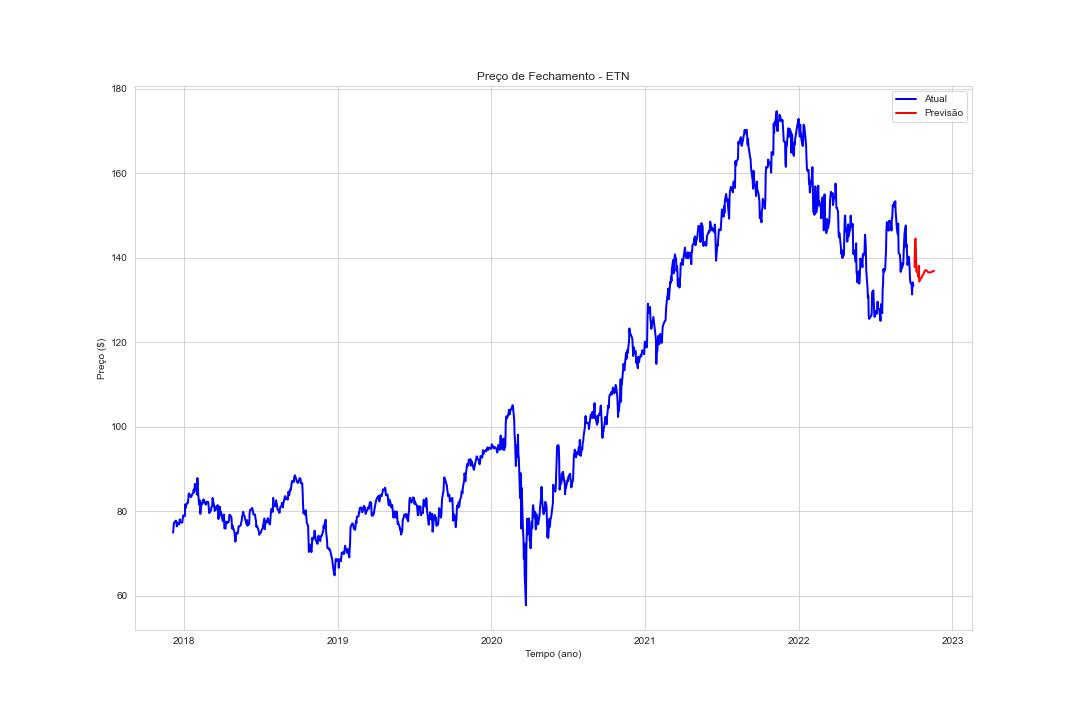 Preço de Fechamento - ETN
Atual
Previsão
180
160
140
120
100
80
60
Preço ($)
2018
2019
2020
2021
2022
2023
Tempo (ano)